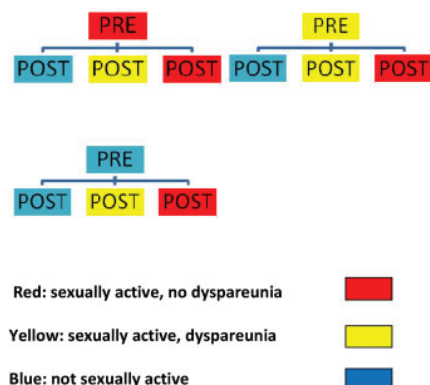 PRE PRE
POST POST POST POST POST POST
PRE
POST POST POST
Red: sexually active, no dyspareunia
Yellow: sexually active, dyspareunia
Blue: not sexually active